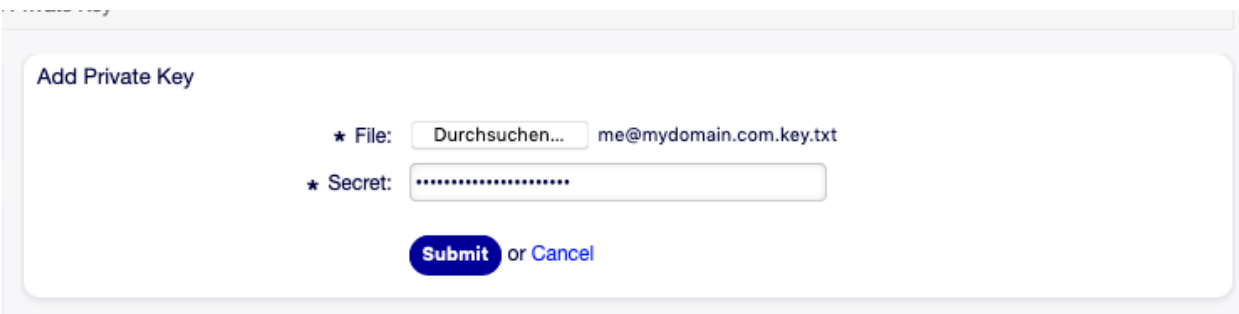 Add Private Key
★ File: Durchsuchen... me@mydomain.com.key.txt
★ Secret: ••••••••••••••••••••••
Submit or Cancel